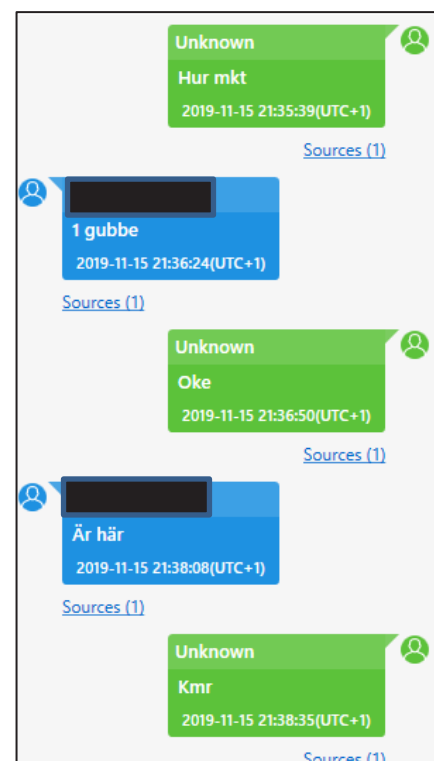 Unknown
Hur mkt
2019-11-15 21:35:39(UTC+1)
Sources (1)
1 gubbe
2019-11-15 21:36:24(UTC+1)
Sources (1)
Unknown
Oke
2019-11-15 21:36:50(UTC+1)
Sources (1)
Är här
2019-11-15 21:38:08(UTC+1)
Sources (1)
Unknown
Kmr
2019-11-15 21:38:35(UTC+1)
Sources (1)